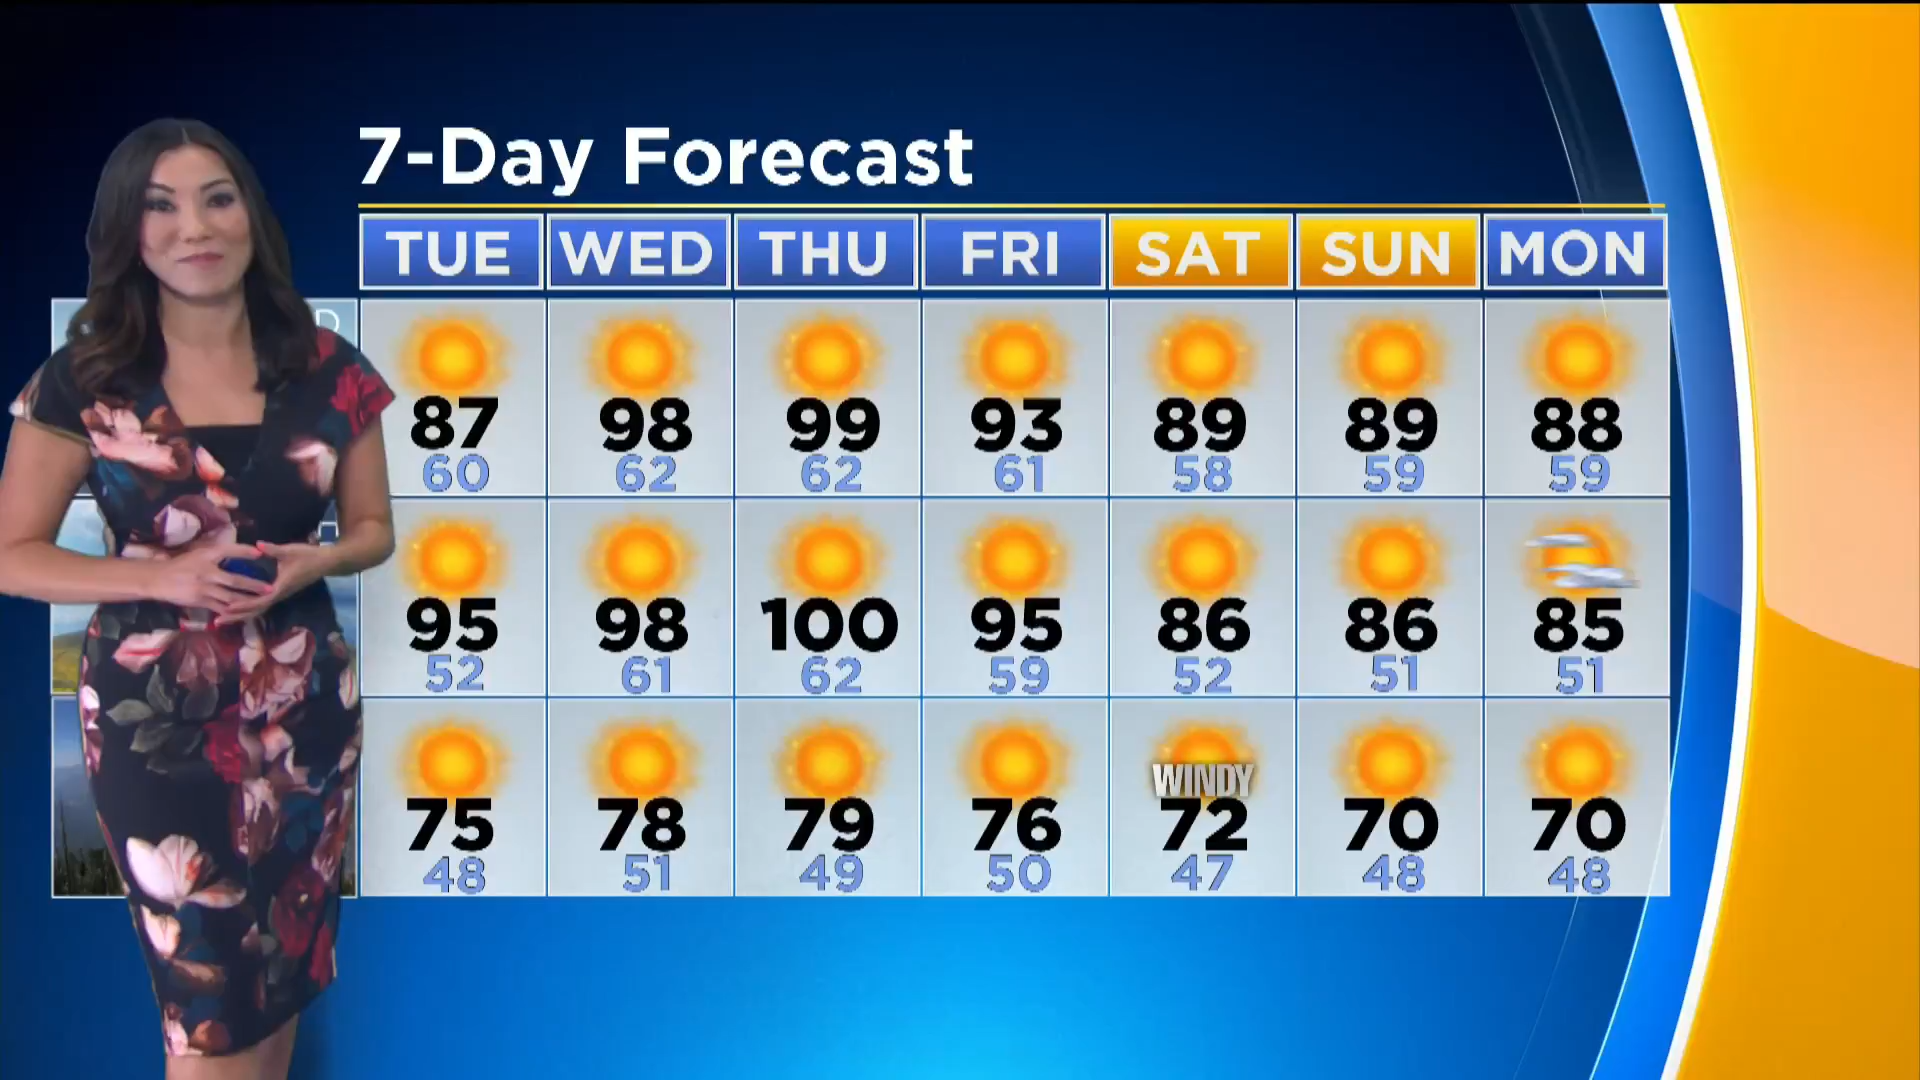 7-Day Forecast
TUE WED THU FRI SAT SUN MON
D
87 98 99 93 89 89 88
60 62 62 61 58 59 59
95 98 100 95 86 86 85
52 61 62 59 52 51 51
WINDY
75 78 79 76 72 70 70
48 51 49 50 47 48 48